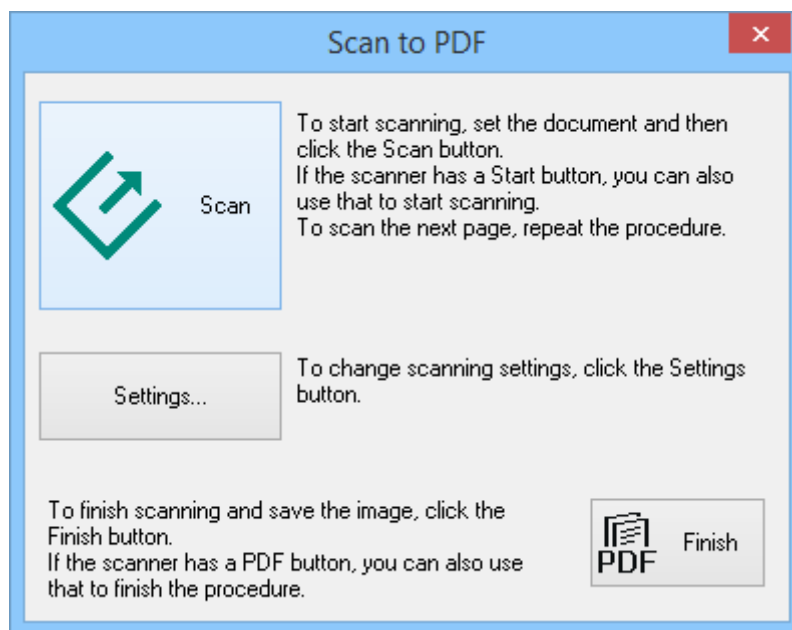 Scan to PDF
To start scanning, set the document and then
click the Scan button.
If the scanner has a Start button, you can also
use that to start scanning.
To scan the next page, repeat the procedure.
Scan
To change scanning settings, click the Settings
button.
Settings...
To finish scanning and save the image, click the
Finish button.
If the scanner has a PDF button, you can also use
that to finish the procedure.
PDF
Finish